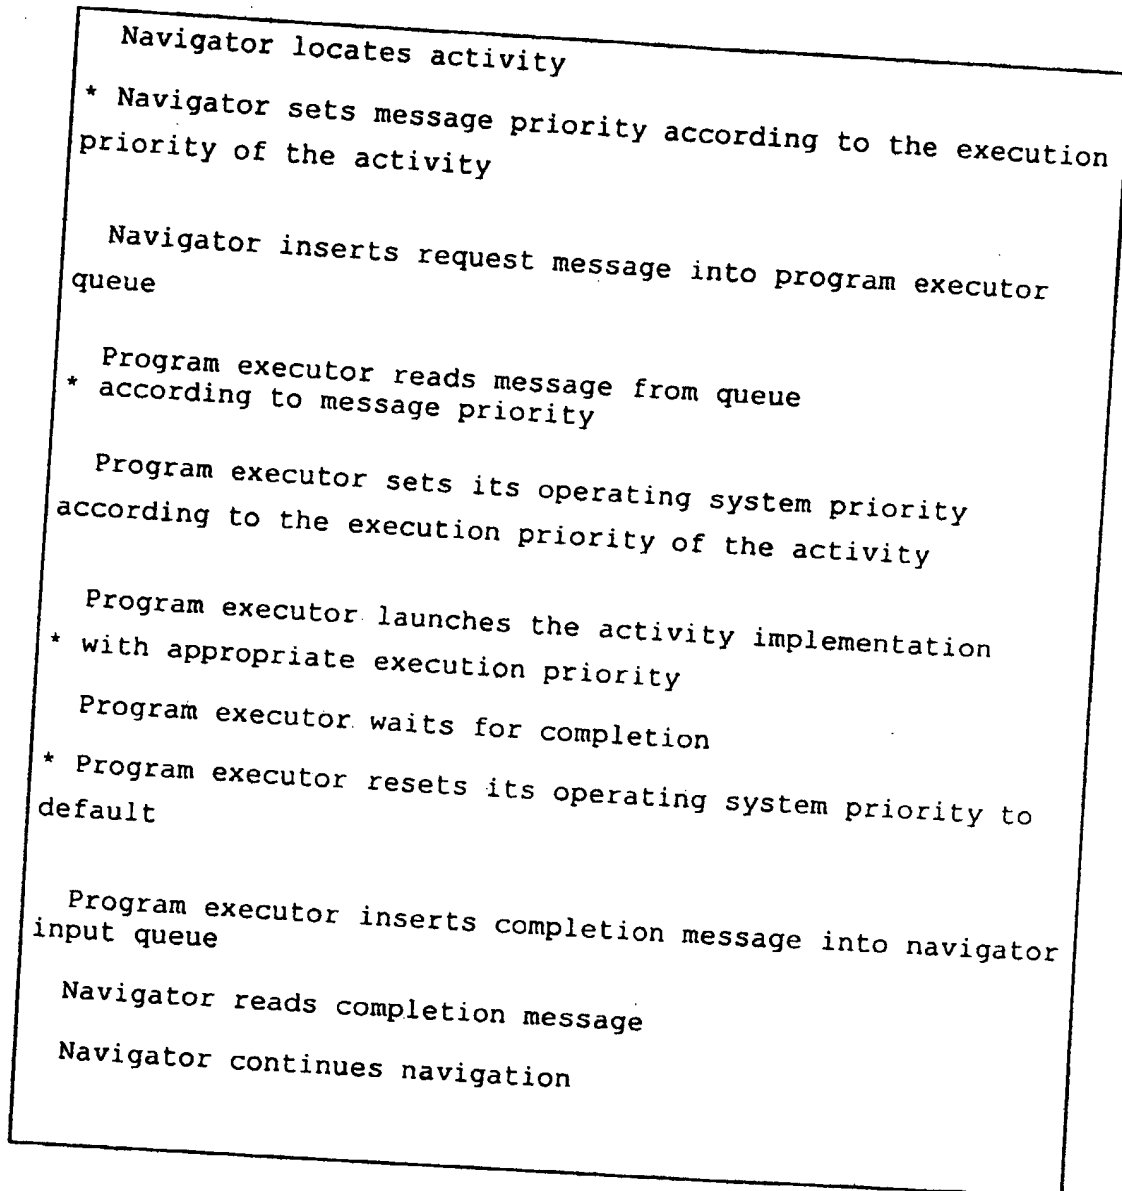 Navigator locates activity
* Navigator sets message priority according to the execution
priority of the activity
Navigator inserts request message into program executor
queue
Program executor reads message from queue
* according to message priority
Program executor sets its operating system priority
according to the execution priority of the activity
Program executor launches the activity implementation
* with appropriate execution priority
Program executor waits for completion
* Program executor resets its operating system priority to
default
Program executor inserts completion message into navigator
input queue
Navigator reads completion message
Navigator continues navigation